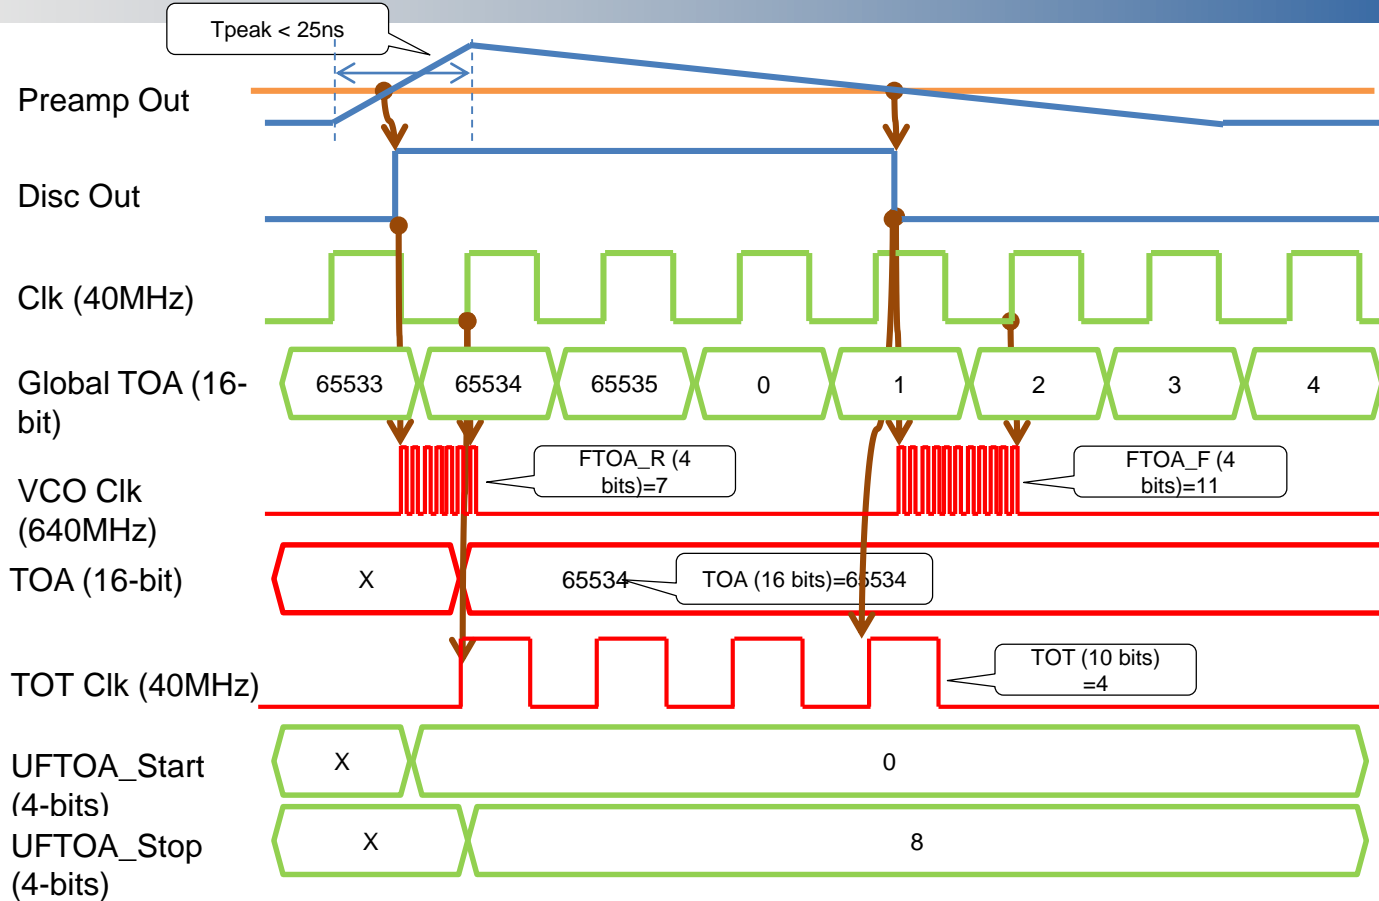 Tpeak < 25ns
Preamp Out
Disc Out
Clk (40MHz)
Global TOA (16-
bit)
65533
65534
65535
0
1
2
3
4
FTOA_R (4
bits)=7
FTOA_F (4
bits)=11
VCO Clk
(640MHz)
TOA (16-bit)
X
65534
TOA (16 bits)=65534
TOT Clk (40MHz)
TOT (10 bits)
=4
UFTOA_Start
(4-bits)
X
0
UFTOA_Stop
(4-bits)
X
8